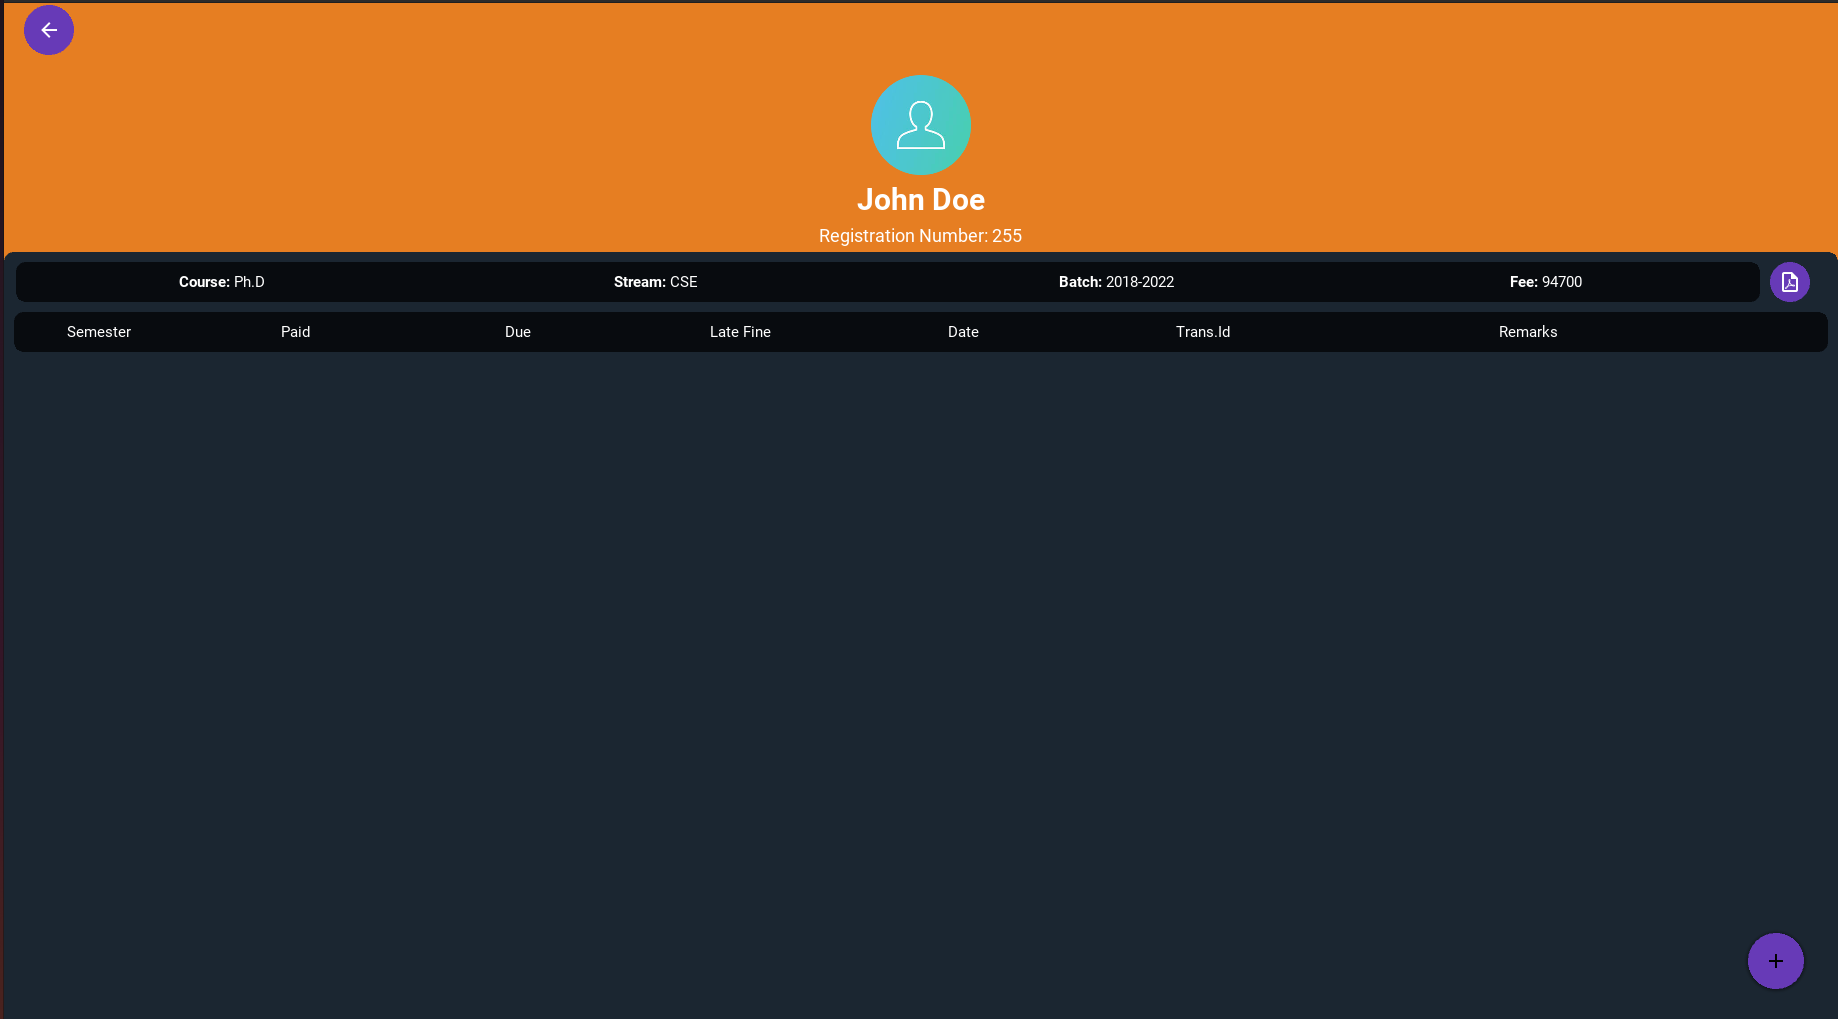 John Doe
Registration Number: 255
Course: Ph.D Stream: CSE Batch: 2018-2022 Fee: 94700
Semester Paid Due Late Fine Date Trans.Id Remarks